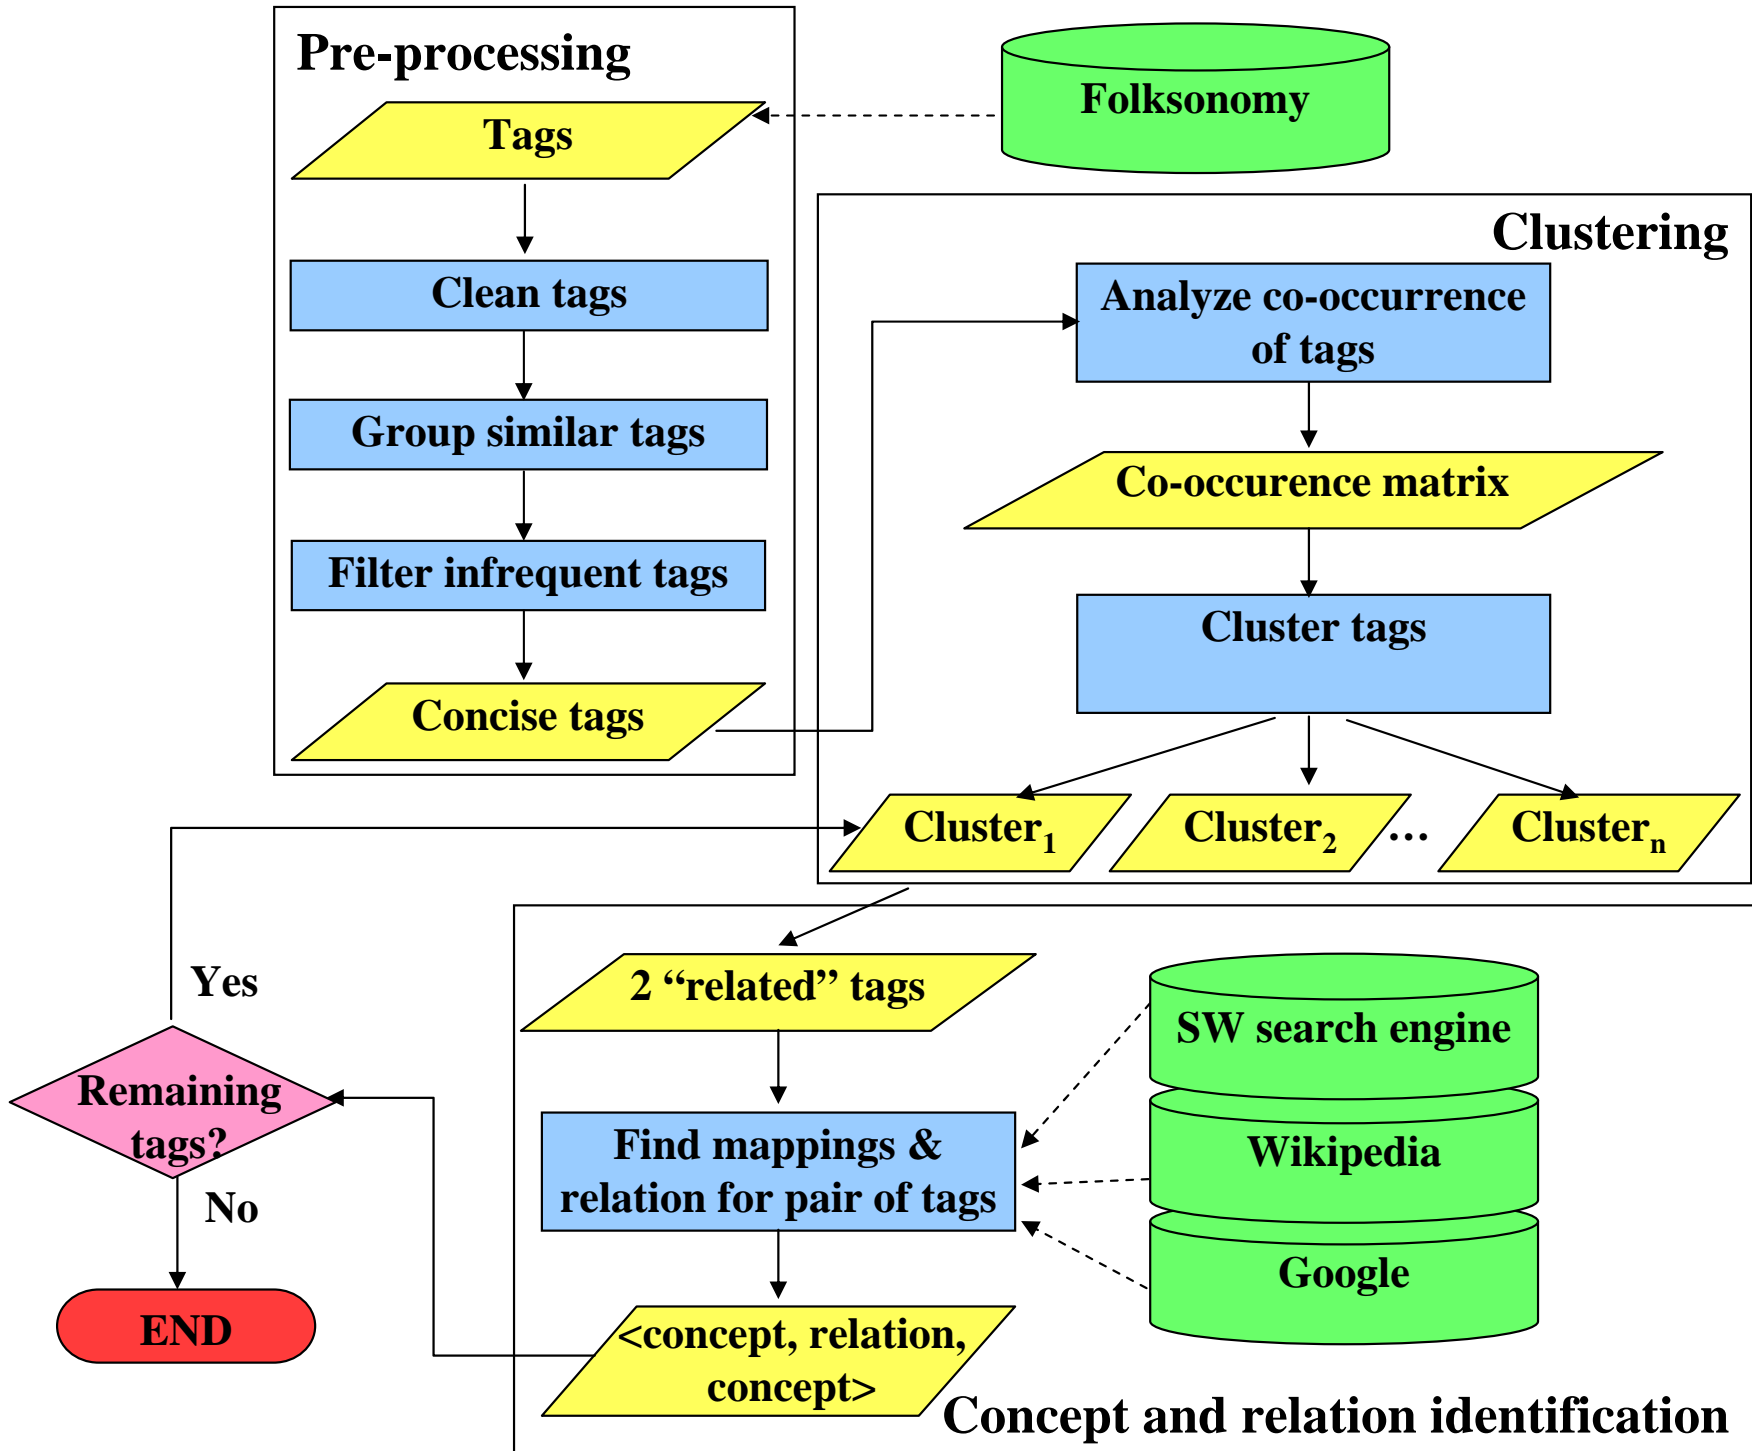 Pre-processing
Tags
Clean tags
Group similar tags
Filter infrequent tags
Concise tags
Folksonomy
Clustering
Analyze co-occurrence
of tags
Co-occurence matrix
Cluster tags
Cluster1
Cluster2
...
Clustern
2 “related” tags
Find mappings &
relation for pair of tags
<concept, relation,
concept>
SW search engine
Wikipedia
Google
Concept and relation identification
Yes
Remaining
tags?
No
END